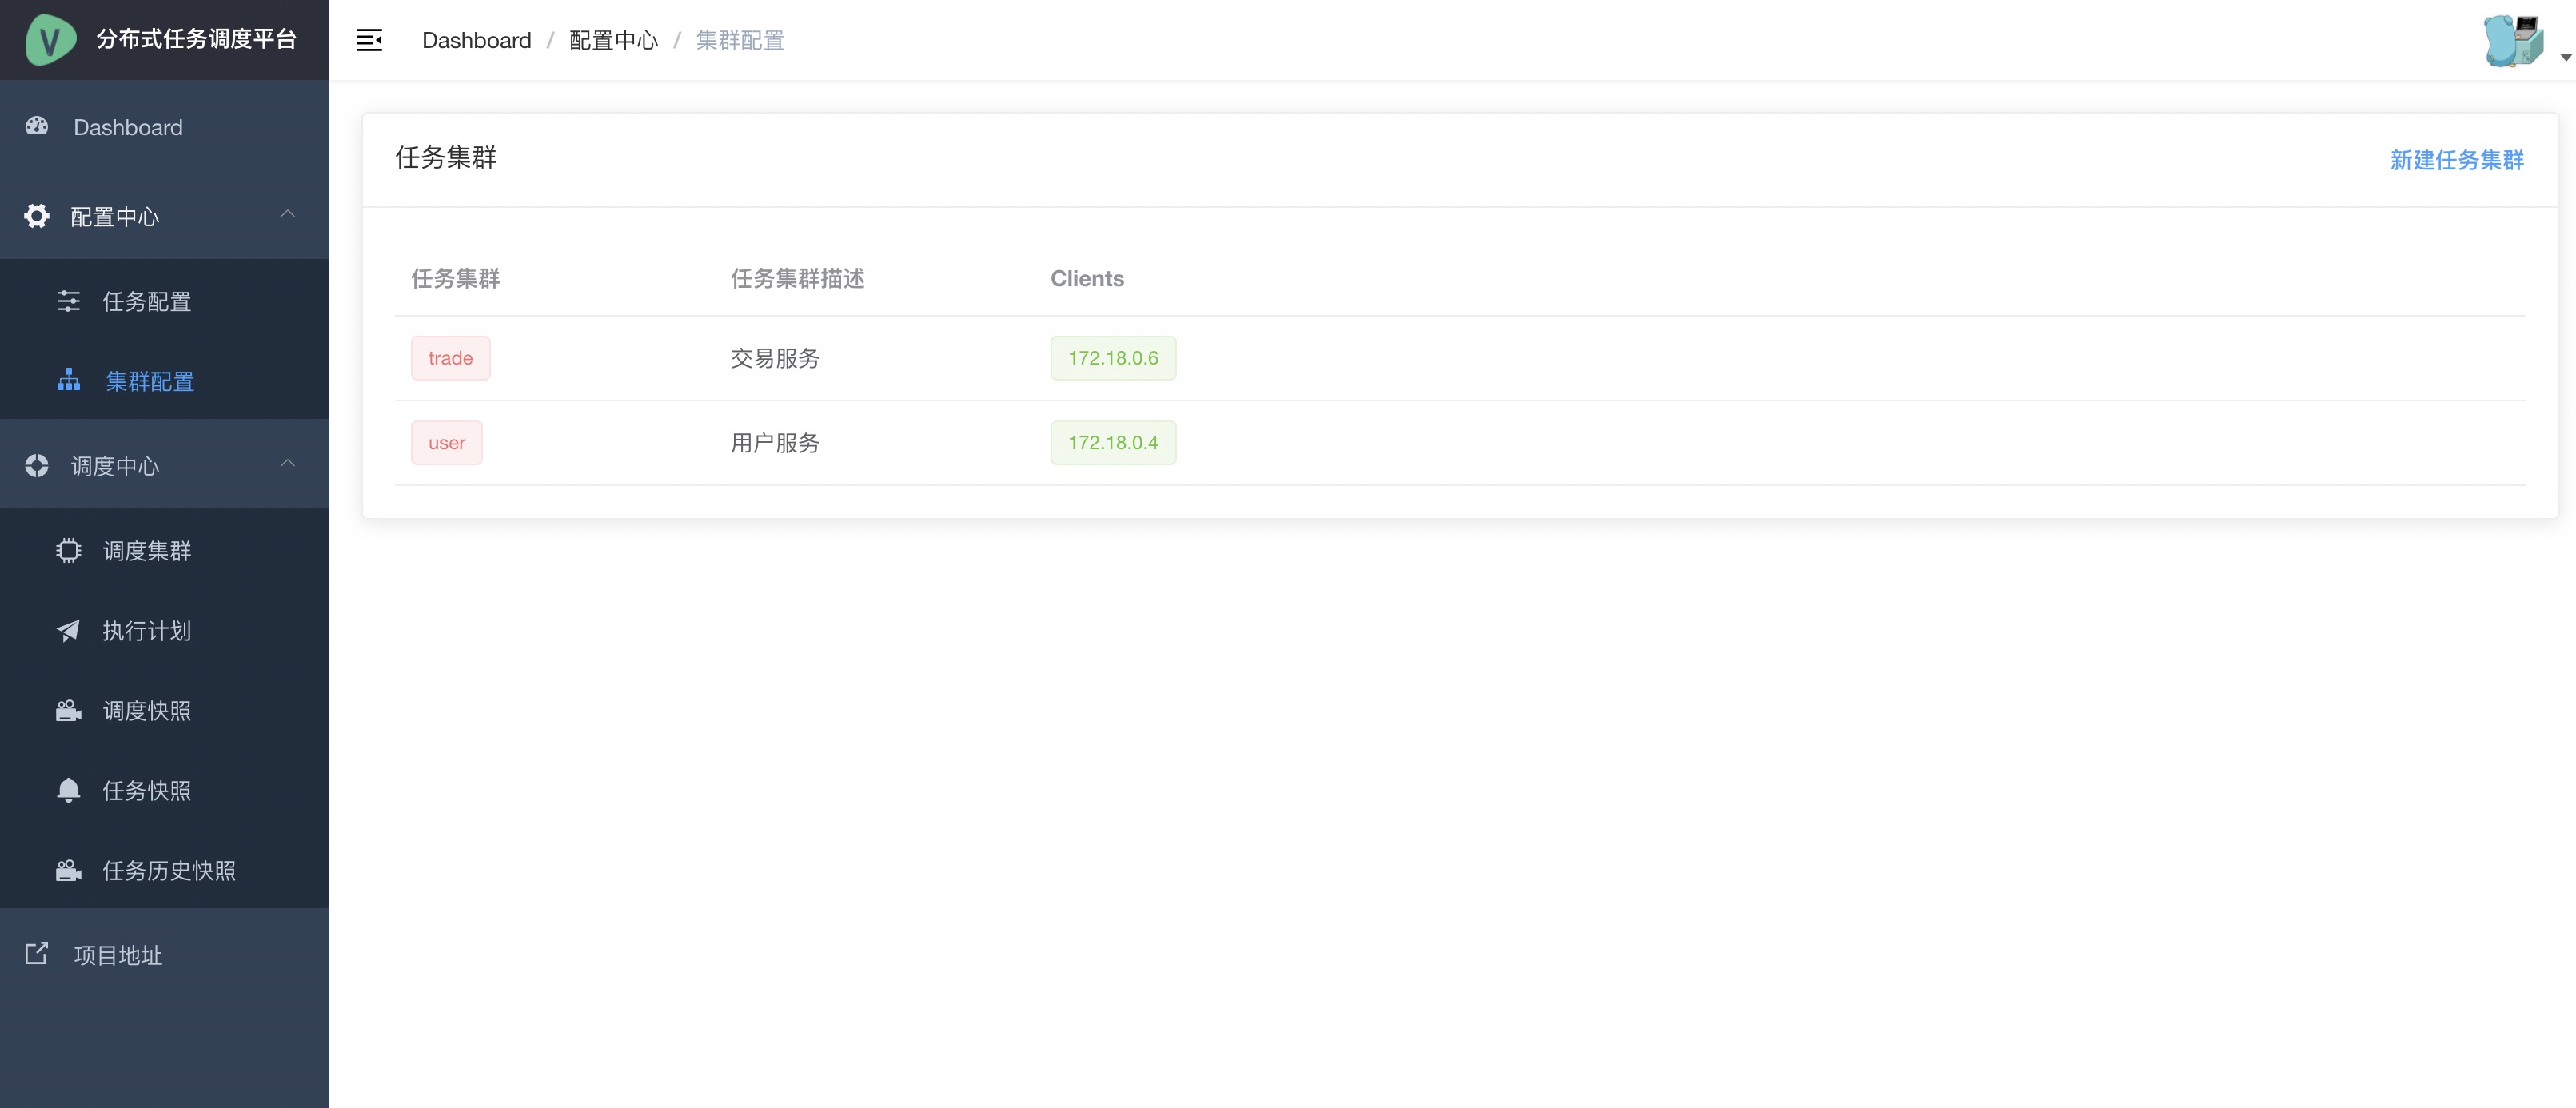 V 分布式任务调度平台
Dashboard / 配置中心 / 集群配置
Dashboard
配置中心
任务配置
集群配置
调度中心
调度集群
执行计划
调度快照
任务快照
任务历史快照
项目地址
任务集群 新建任务集群
任务集群 任务集群描述 Clients
trade 交易服务 172.18.0.6
user 用户服务 172.18.0.4